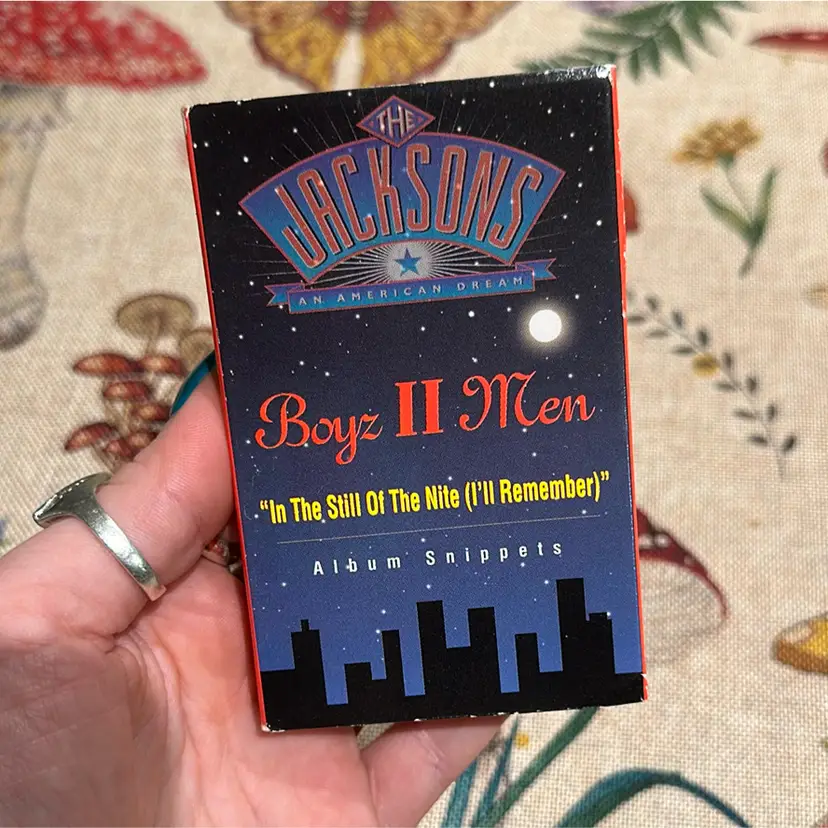 THE
JACKSONS
AN AMERICAN DREAM
Boyz II Men
"In The Still Of The Nite (I'll Remember)"
Album Snippets